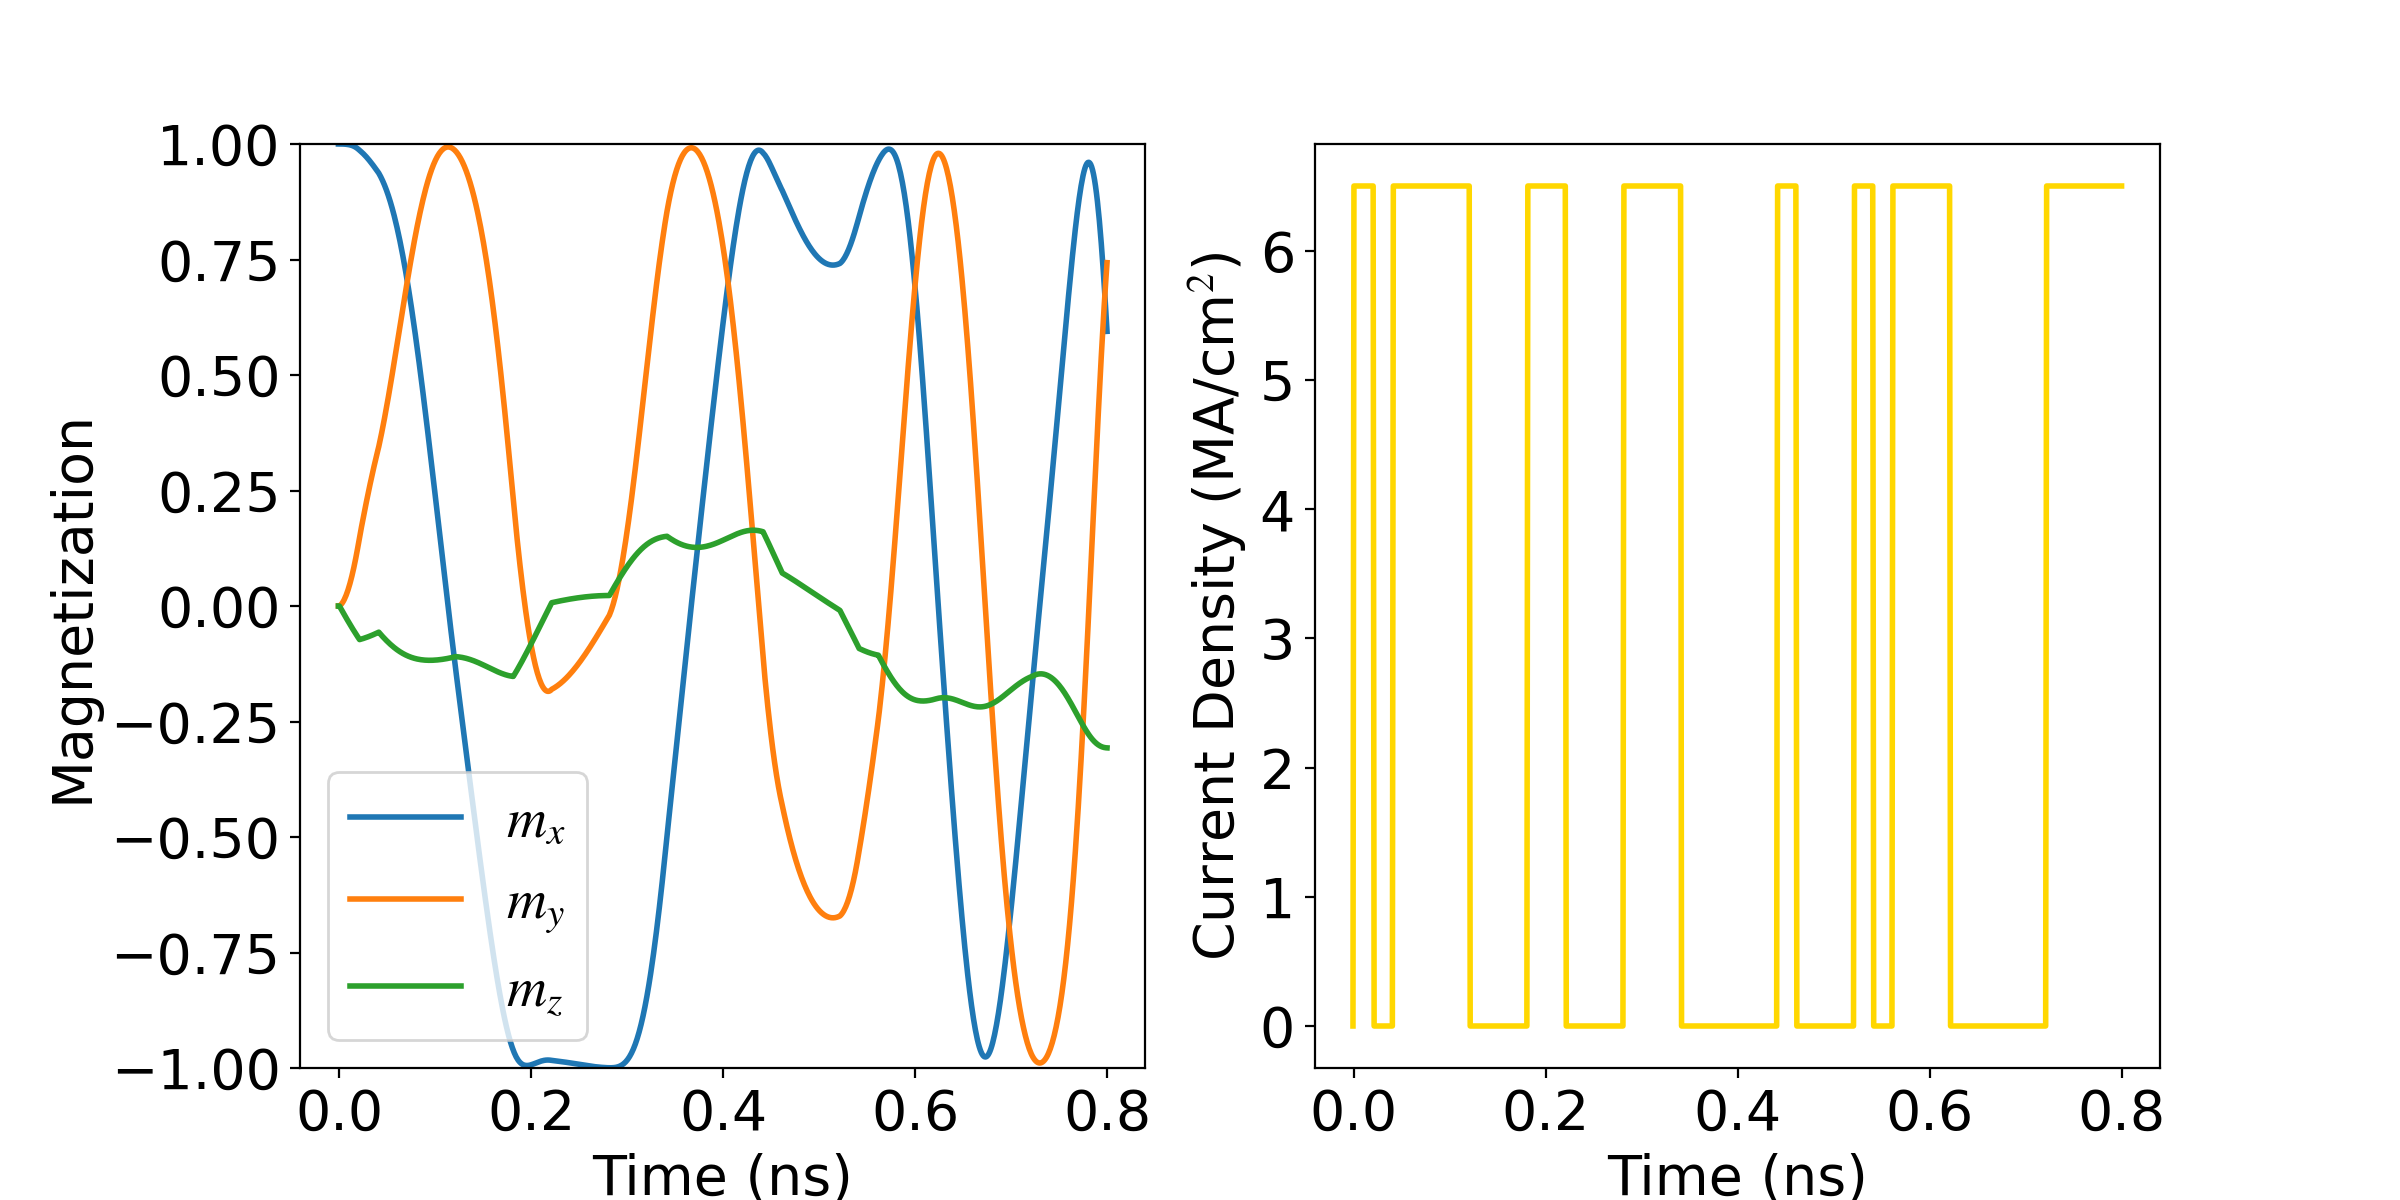 Magnetization
1.00
0.75
0.50
0.25
0.00
−0.25
−0.50
−0.75
−1.00
m_x
m_y
m_z
0.0 0.2 0.4 0.6 0.8
Time (ns)
Current Density (MA/cm²)
6
5
4
3
2
1
0
0.0 0.2 0.4 0.6 0.8
Time (ns)